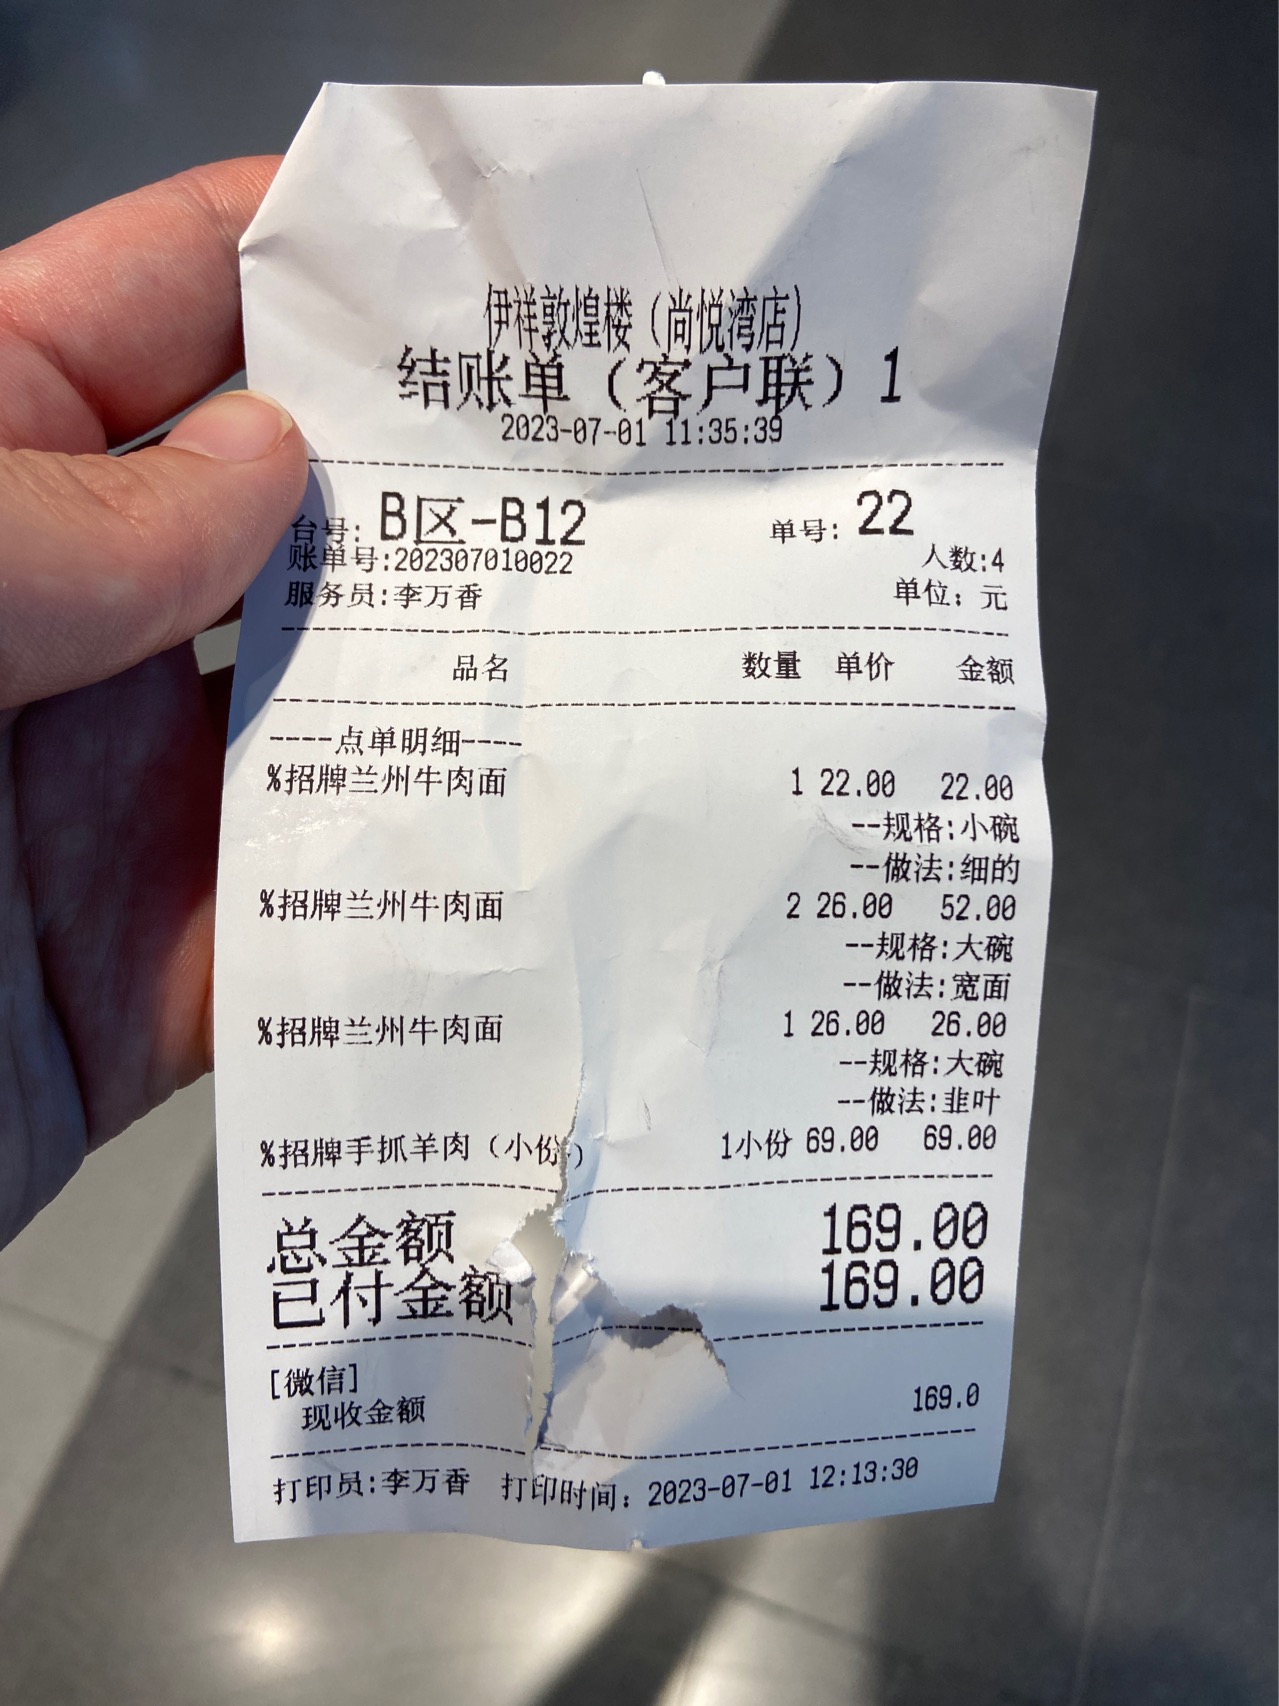 伊祥敦煌楼（尚悦湾店）
结账单（客户联）1
2023-07-01 11:35:39
台号: B区-B12 单号: 22
账单号:202307010022 人数:4
服务员:李万香 单位: 元
品名 数量 单价 金额
----点单明细----
%招牌兰州牛肉面 1 22.00 22.00
--规格:小碗
--做法:细的
%招牌兰州牛肉面 2 26.00 52.00
--规格:大碗
--做法:宽面
%招牌兰州牛肉面 1 26.00 26.00
--规格:大碗
--做法:韭叶
%招牌手抓羊肉（小份） 1小份 69.00 69.00
总金额 169.00
已付金额 169.00
[微信]
现收金额 169.0
打印员:李万香 打印时间: 2023-07-01 12:13:30